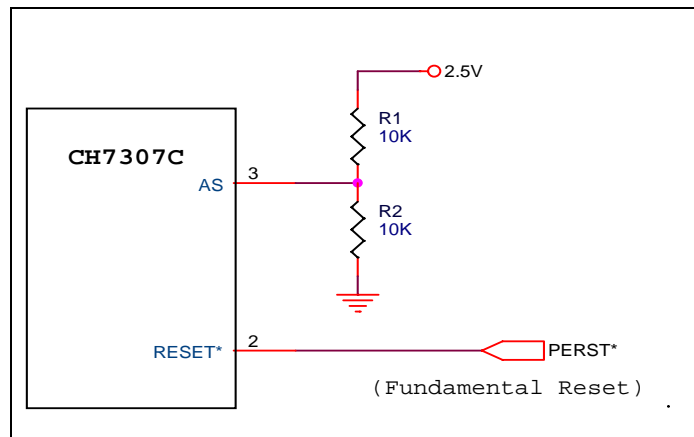 2.5V
R1
10K
CH7307C
3
AS
R2
10K
2
RESET*
PERST*
(Fundamental Reset)
.